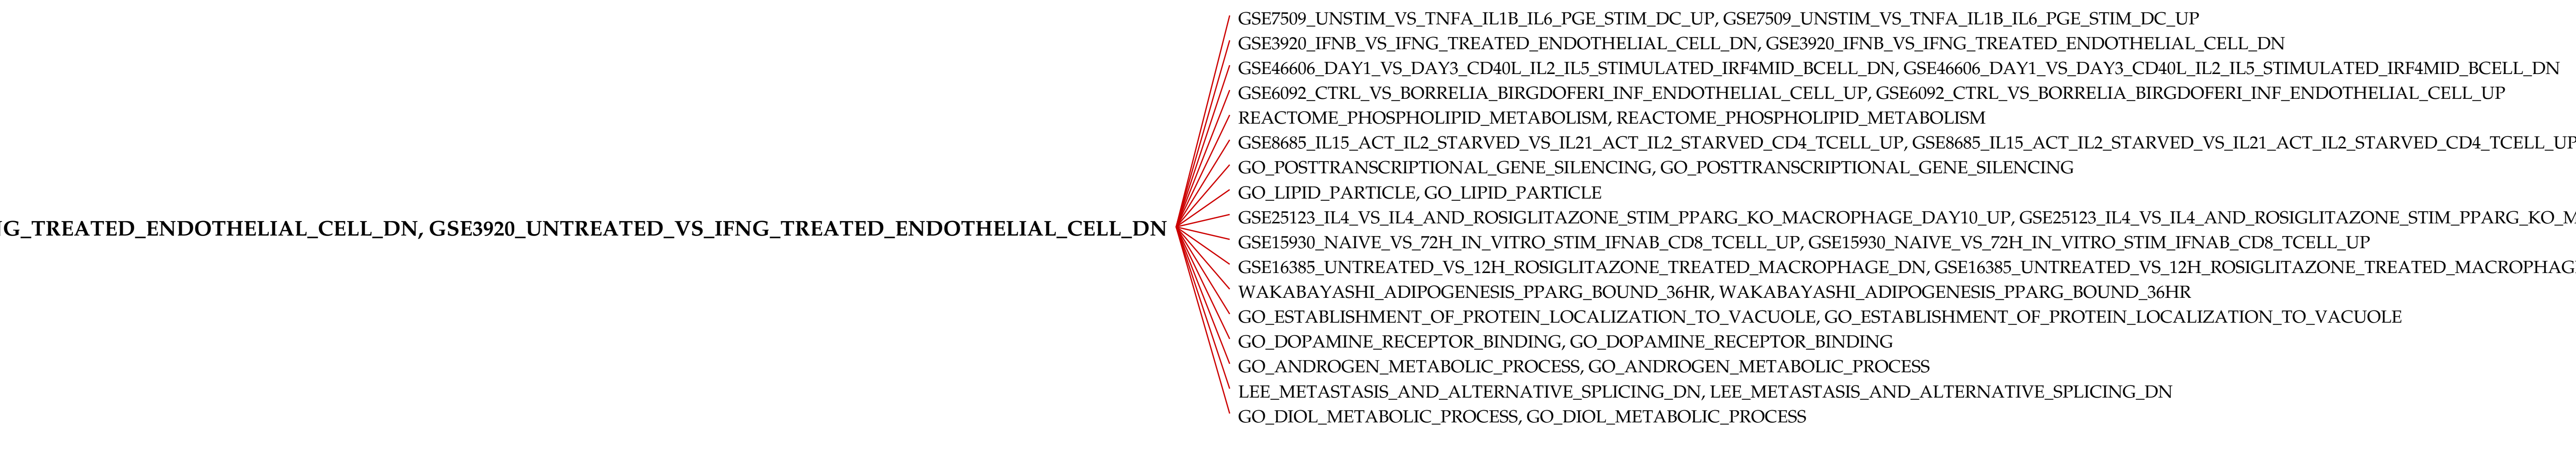 GSE7509_UNSTIM_VS_TNFA_IL1B_IL6_PGE_STIM_DC_UP, GSE7509_UNSTIM_VS_TNFA_IL1B_IL6_PGE_STIM_DC_UP
GSE3920_IFNB_VS_IFNG_TREATED_ENDOTHELIAL_CELL_DN, GSE3920_IFNB_VS_IFNG_TREATED_ENDOTHELIAL_CELL_DN
GSE46606_DAY1_VS_DAY3_CD40L_IL2_IL5_STIMULATED_IRF4MID_BCELL_DN, GSE46606_DAY1_VS_DAY3_CD40L_IL2_IL5_STIMULATED_IRF4MID_BCELL_DN
GSE6092_CTRL_VS_BORRELIA_BIRGDOFERI_INF_ENDOTHELIAL_CELL_UP, GSE6092_CTRL_VS_BORRELIA_BIRGDOFERI_INF_ENDOTHELIAL_CELL_UP
REACTOME_PHOSPHOLIPID_METABOLISM, REACTOME_PHOSPHOLIPID_METABOLISM
GSE8685_IL15_ACT_IL2_STARVED_VS_IL21_ACT_IL2_STARVED_CD4_TCELL_UP, GSE8685_IL15_ACT_IL2_STARVED_VS_IL21_ACT_IL2_STARVED_CD4_TCELL_UP
GO_POSTTRANSCRIPTIONAL_GENE_SILENCING, GO_POSTTRANSCRIPTIONAL_GENE_SILENCING
GO_LIPID_PARTICLE, GO_LIPID_PARTICLE
GSE25123_IL4_VS_IL4_AND_ROSIGLITAZONE_STIM_PPARG_KO_MACROPHAGE_DAY10_UP, GSE25123_IL4_VS_IL4_AND_ROSIGLITAZONE_STIM_PPARG_KO_M
G_TREATED_ENDOTHELIAL_CELL_DN, GSE3920_UNTREATED_VS_IFNG_TREATED_ENDOTHELIAL_CELL_DN
GSE15930_NAIVE_VS_72H_IN_VITRO_STIM_IFNAB_CD8_TCELL_UP, GSE15930_NAIVE_VS_72H_IN_VITRO_STIM_IFNAB_CD8_TCELL_UP
GSE16385_UNTREATED_VS_12H_ROSIGLITAZONE_TREATED_MACROPHAGE_DN, GSE16385_UNTREATED_VS_12H_ROSIGLITAZONE_TREATED_MACROPHAG
WAKABAYASHI_ADIPOGENESIS_PPARG_BOUND_36HR, WAKABAYASHI_ADIPOGENESIS_PPARG_BOUND_36HR
GO_ESTABLISHMENT_OF_PROTEIN_LOCALIZATION_TO_VACUOLE, GO_ESTABLISHMENT_OF_PROTEIN_LOCALIZATION_TO_VACUOLE
GO_DOPAMINE_RECEPTOR_BINDING, GO_DOPAMINE_RECEPTOR_BINDING
GO_ANDROGEN_METABOLIC_PROCESS, GO_ANDROGEN_METABOLIC_PROCESS
LEE_METASTASIS_AND_ALTERNATIVE_SPLICING_DN, LEE_METASTASIS_AND_ALTERNATIVE_SPLICING_DN
GO_DIOL_METABOLIC_PROCESS, GO_DIOL_METABOLIC_PROCESS